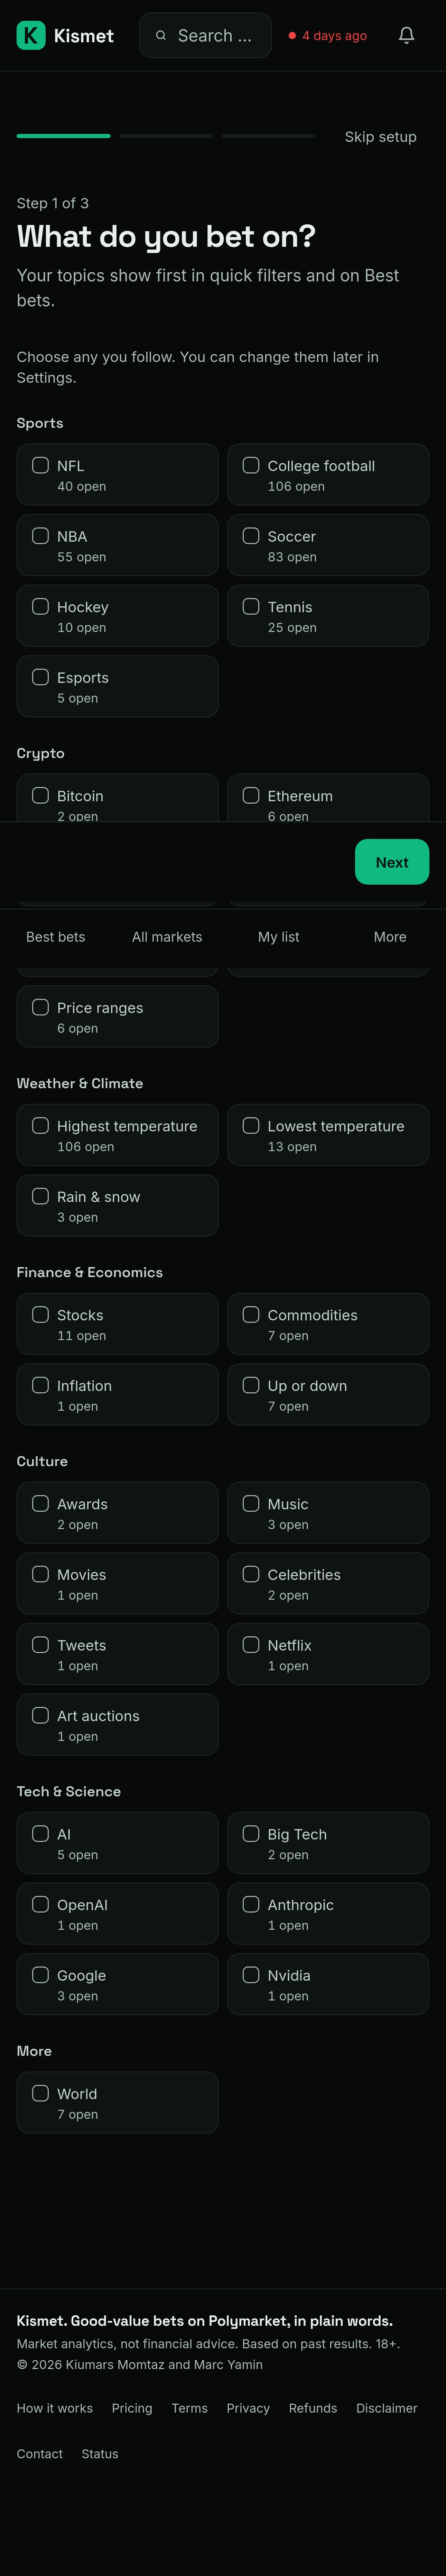 K Kismet
Search ...
4 days ago
Skip setup
Step 1 of 3
What do you bet on?
Your topics show first in quick filters and on Best
bets.
Choose any you follow. You can change them later in
Settings.
Sports
NFL
40 open
College football
106 open
NBA
55 open
Soccer
83 open
Hockey
10 open
Tennis
25 open
Esports
5 open
Crypto
Bitcoin
2 open
Ethereum
6 open
Next
Best bets
All markets
My list
More
Price ranges
6 open
Weather & Climate
Highest temperature
106 open
Lowest temperature
13 open
Rain & snow
3 open
Finance & Economics
Stocks
11 open
Commodities
7 open
Inflation
1 open
Up or down
7 open
Culture
Awards
2 open
Music
3 open
Movies
1 open
Celebrities
2 open
Tweets
1 open
Netflix
1 open
Art auctions
1 open
Tech & Science
AI
5 open
Big Tech
2 open
OpenAI
1 open
Anthropic
1 open
Google
3 open
Nvidia
1 open
More
World
7 open
Kismet. Good-value bets on Polymarket, in plain words.
Market analytics, not financial advice. Based on past results. 18+.
© 2026 Kiumars Momtaz and Marc Yamin
How it works
Pricing
Terms
Privacy
Refunds
Disclaimer
Contact
Status